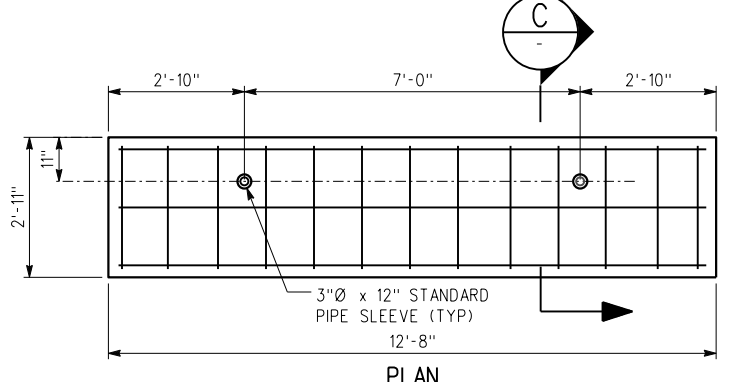 C
-
2'-10"
7'-0"
2'-10"
11"
2'-11"
3"Ø x 12" STANDARD
PIPE SLEEVE (TYP)
12'-8"
PLAN